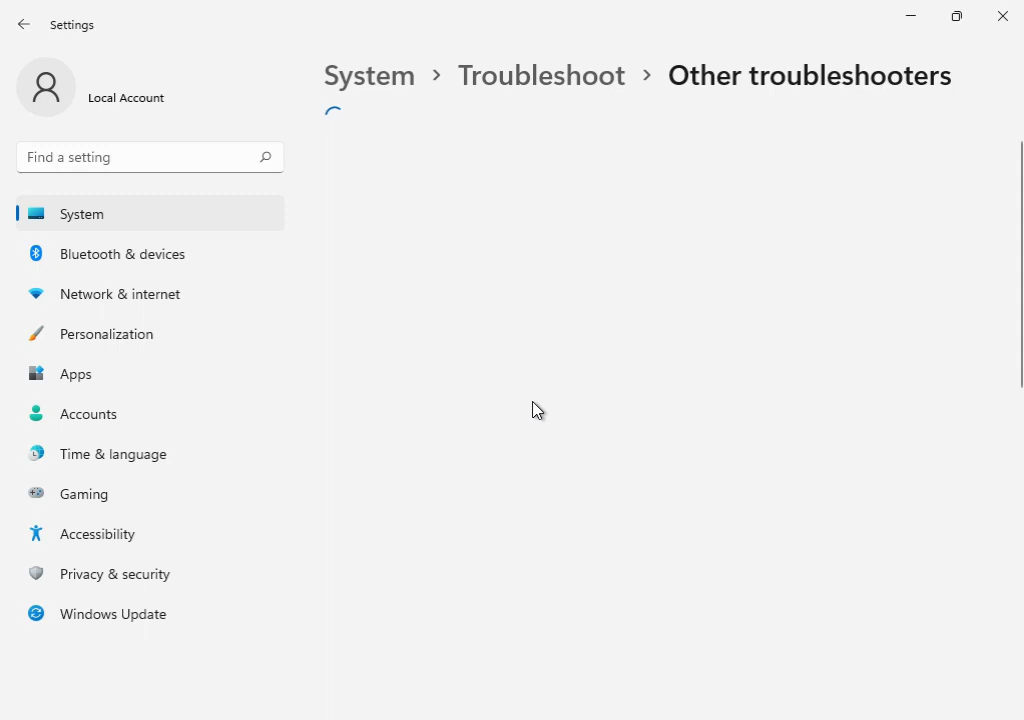 Settings
Local Account
Find a setting
System
Bluetooth & devices
Network & internet
Personalization
Apps
Accounts
Time & language
Gaming
Accessibility
Privacy & security
Windows Update
System > Troubleshoot > Other troubleshooters